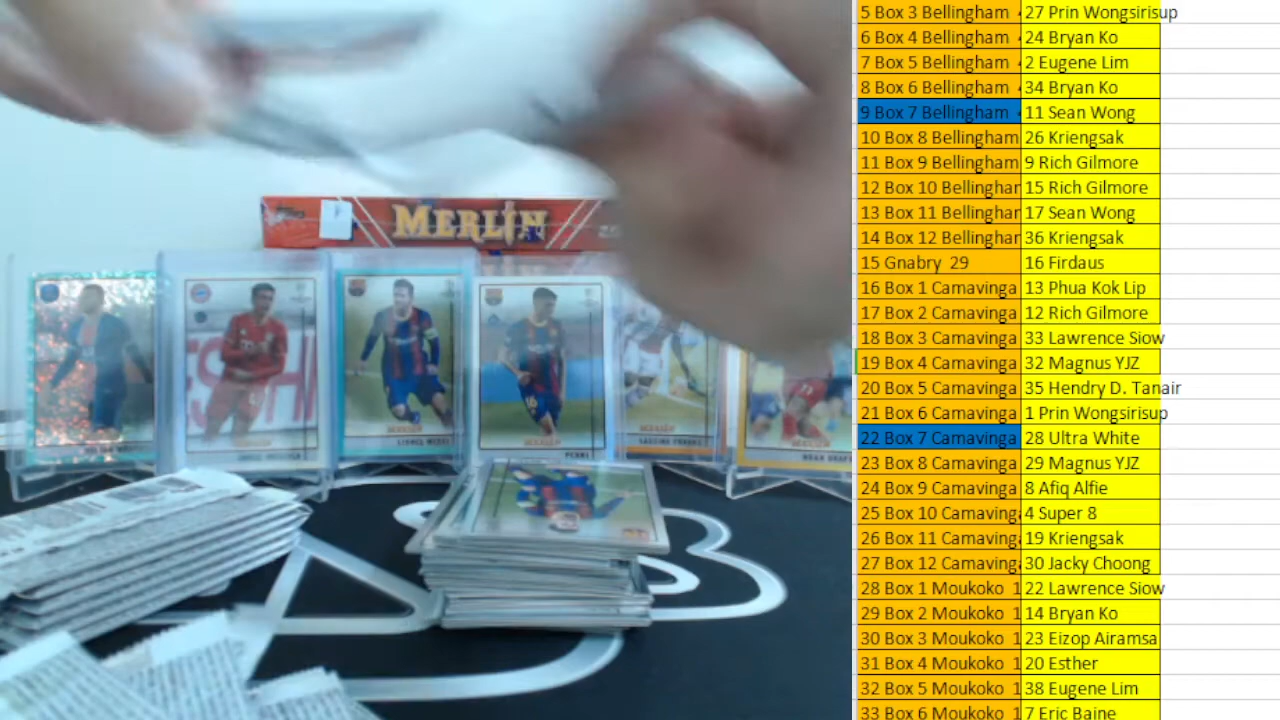 5 Box 3 Bellingham 27 Prin Wongsirisup
6 Box 4 Bellingham 24 Bryan Ko
7 Box 5 Bellingham 2 Eugene Lim
8 Box 6 Bellingham 34 Bryan Ko
9 Box 7 Bellingham 11 Sean Wong
10 Box 8 Bellingham 26 Kriengsak
11 Box 9 Bellingham 9 Rich Gilmore
12 Box 10 Bellinghar 15 Rich Gilmore
13 Box 11 Bellinghar 17 Sean Wong
14 Box 12 Bellinghar 36 Kriengsak
15 Gnabry 29 16 Firdaus
16 Box 1 Camavinga 13 Phua Kok Lip
17 Box 2 Camavinga 12 Rich Gilmore
18 Box 3 Camavinga 33 Lawrence Siow
19 Box 4 Camavinga 32 Magnus YJZ
20 Box 5 Camavinga 35 Hendry D. Tanair
21 Box 6 Camavinga 1 Prin Wongsirisup
22 Box 7 Camavinga 28 Ultra White
23 Box 8 Camavinga 29 Magnus YJZ
24 Box 9 Camavinga 8 Afiq Alfie
25 Box 10 Camaving 4 Super 8
26 Box 11 Camaving 19 Kriengsak
27 Box 12 Camaving 30 Jacky Choong
28 Box 1 Moukoko 1 22 Lawrence Siow
29 Box 2 Moukoko 1 14 Bryan Ko
30 Box 3 Moukoko 1 23 Eizop Airamsa
31 Box 4 Moukoko 1 20 Esther
32 Box 5 Moukoko 1 38 Eugene Lim
33 Box 6 Moukoko 1 7 Eric Baine
MERLIN
LIONEL MESSI
PEDRI